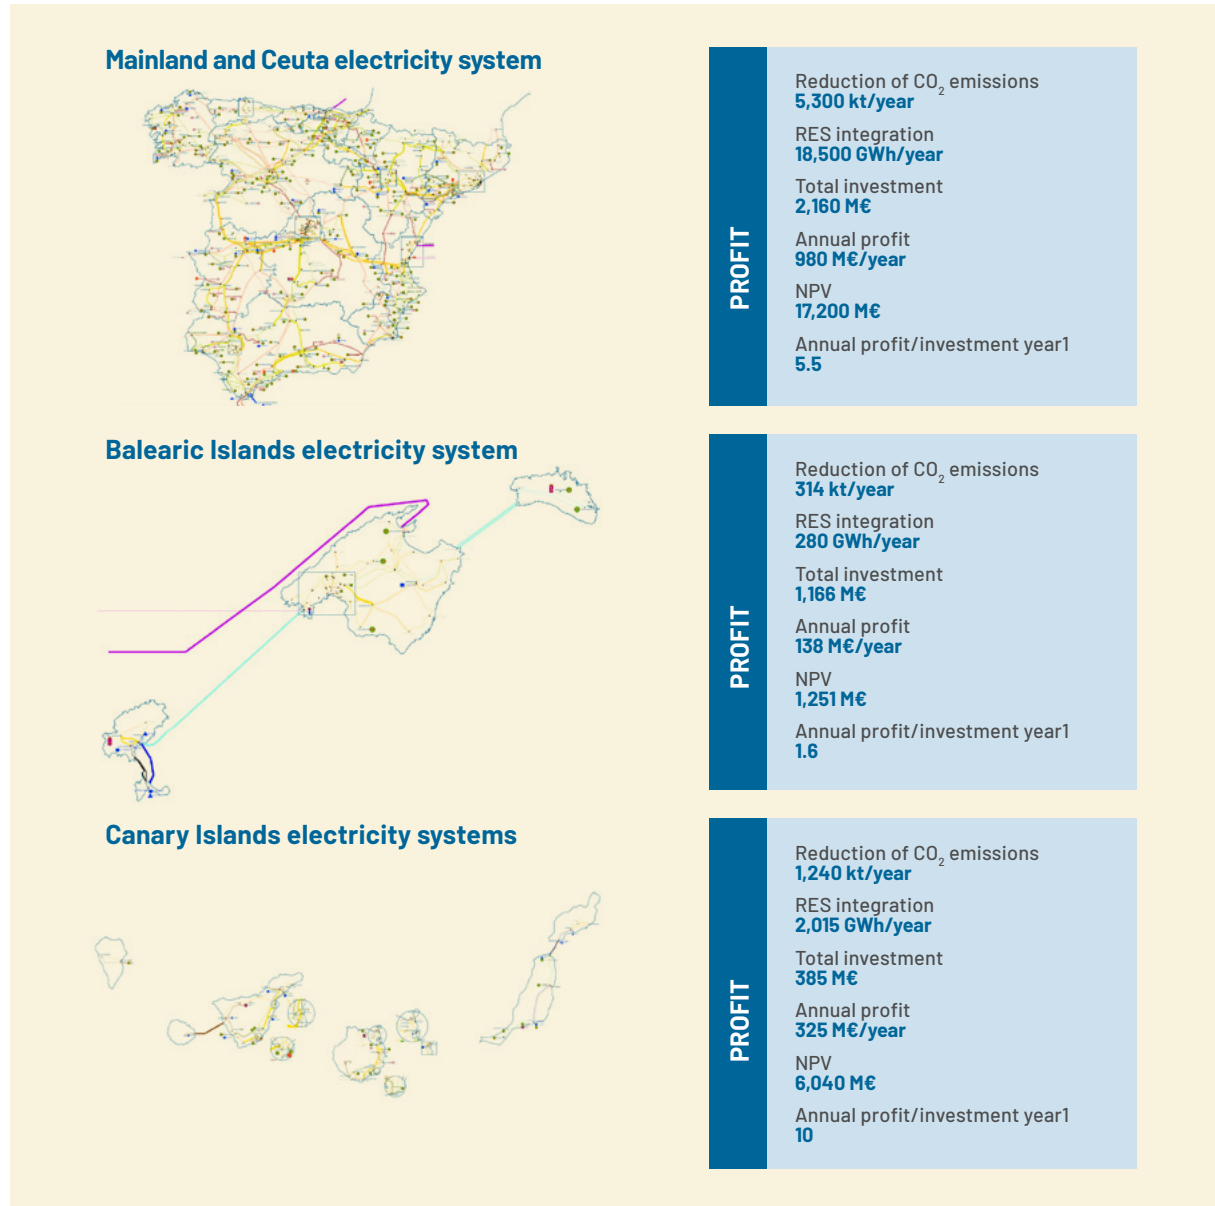 Mainland and Ceuta electricity system
PROFIT
Reduction of CO₂ emissions
5,300 kt/year
RES integration
18,500 GWh/year
Total investment
2,160 M€
Annual profit
980 M€/year
NPV
17,200 M€
Annual profit/investment year1
5.5
Balearic Islands electricity system
PROFIT
Reduction of CO₂ emissions
314 kt/year
RES integration
280 GWh/year
Total investment
1,166 M€
Annual profit
138 M€/year
NPV
1,251 M€
Annual profit/investment year1
1.6
Canary Islands electricity systems
PROFIT
Reduction of CO₂ emissions
1,240 kt/year
RES integration
2,015 GWh/year
Total investment
385 M€
Annual profit
325 M€/year
NPV
6,040 M€
Annual profit/investment year1
10